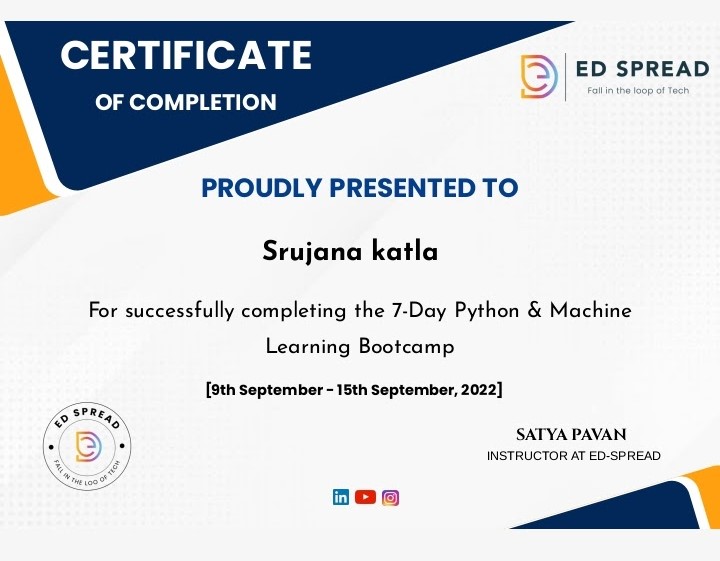 CERTIFICATE
OF COMPLETION
ED SPREAD
Fall in the loop of Tech
PROUDLY PRESENTED TO
Srujana katla
For successfully completing the 7-Day Python & Machine
Learning Bootcamp
[9th September - 15th September, 2022]
ED SPREAD
FALL IN THE LOO OF TECH
SATYA PAVAN
INSTRUCTOR AT ED-SPREAD
in